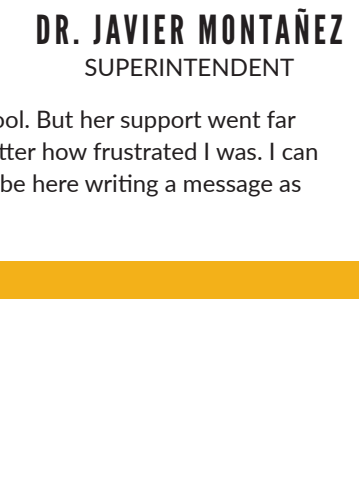 DR. JAVIER MONTAÑEZ
SUPERINTENDENT
ool. But her support went far
tter how frustrated I was. I can
be here writing a message as